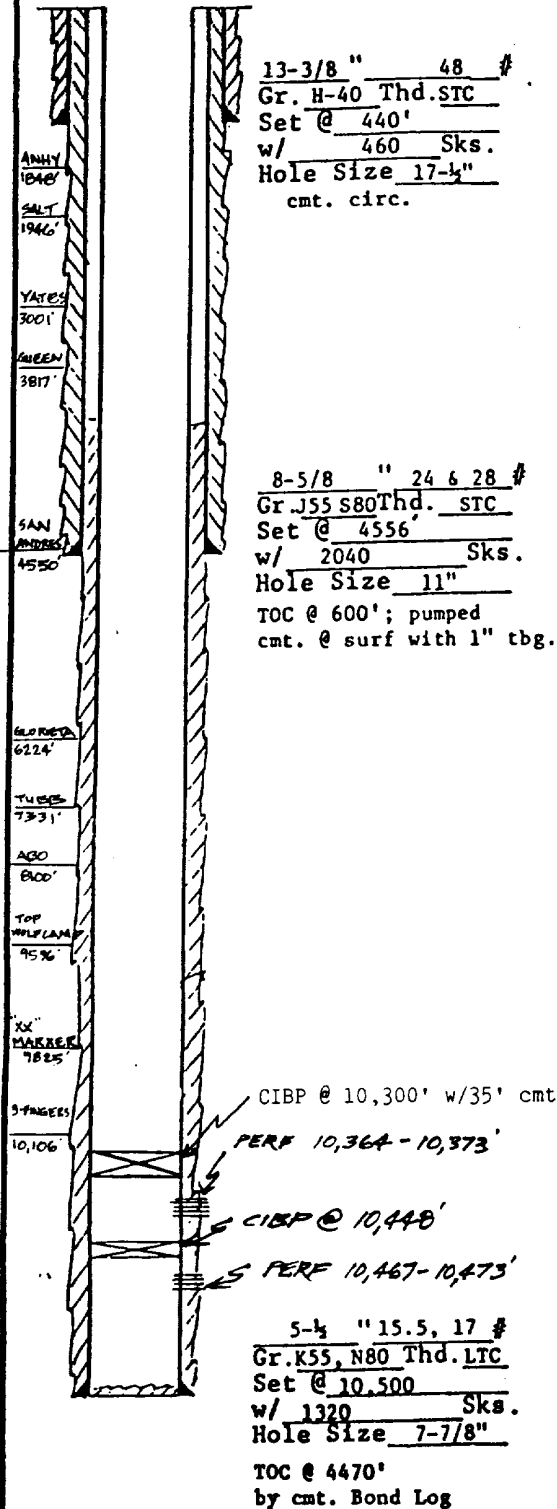 13-3/8 " 48 #
Gr. H-40 Thd. STC
Set @ 440'
w/ 460 Sks.
Hole Size 17-½"
cmt. circ.
ANHY
1848'
SALT
1946'
YATES
3001'
QUEEN
3817'
SAN
ANDRES
4550'
8-5/8 " 24 & 28 #
Gr. J55 S80 Thd. STC
Set @ 4556'
w/ 2040 Sks.
Hole Size 11"
TOC @ 600'; pumped
cmt. @ surf with 1" tbg.
GLORIETA
6224'
TUBB
7331'
ABO
8100'
TOP
WOLFCAMP
9596'
"XX"
MARKER
9825'
3-FINGERS
10,106'
CIBP @ 10,300' w/35' cmt
PERF 10,364 - 10,373'
CIBP @ 10,448'
PERF 10,467-10,473'
5-½ " 15.5, 17 #
Gr. K55, N80 Thd. LTC
Set @ 10,500
w/ 1320 Sks.
Hole Size 7-7/8"
TOC @ 4470'
by cmt. Bond Log